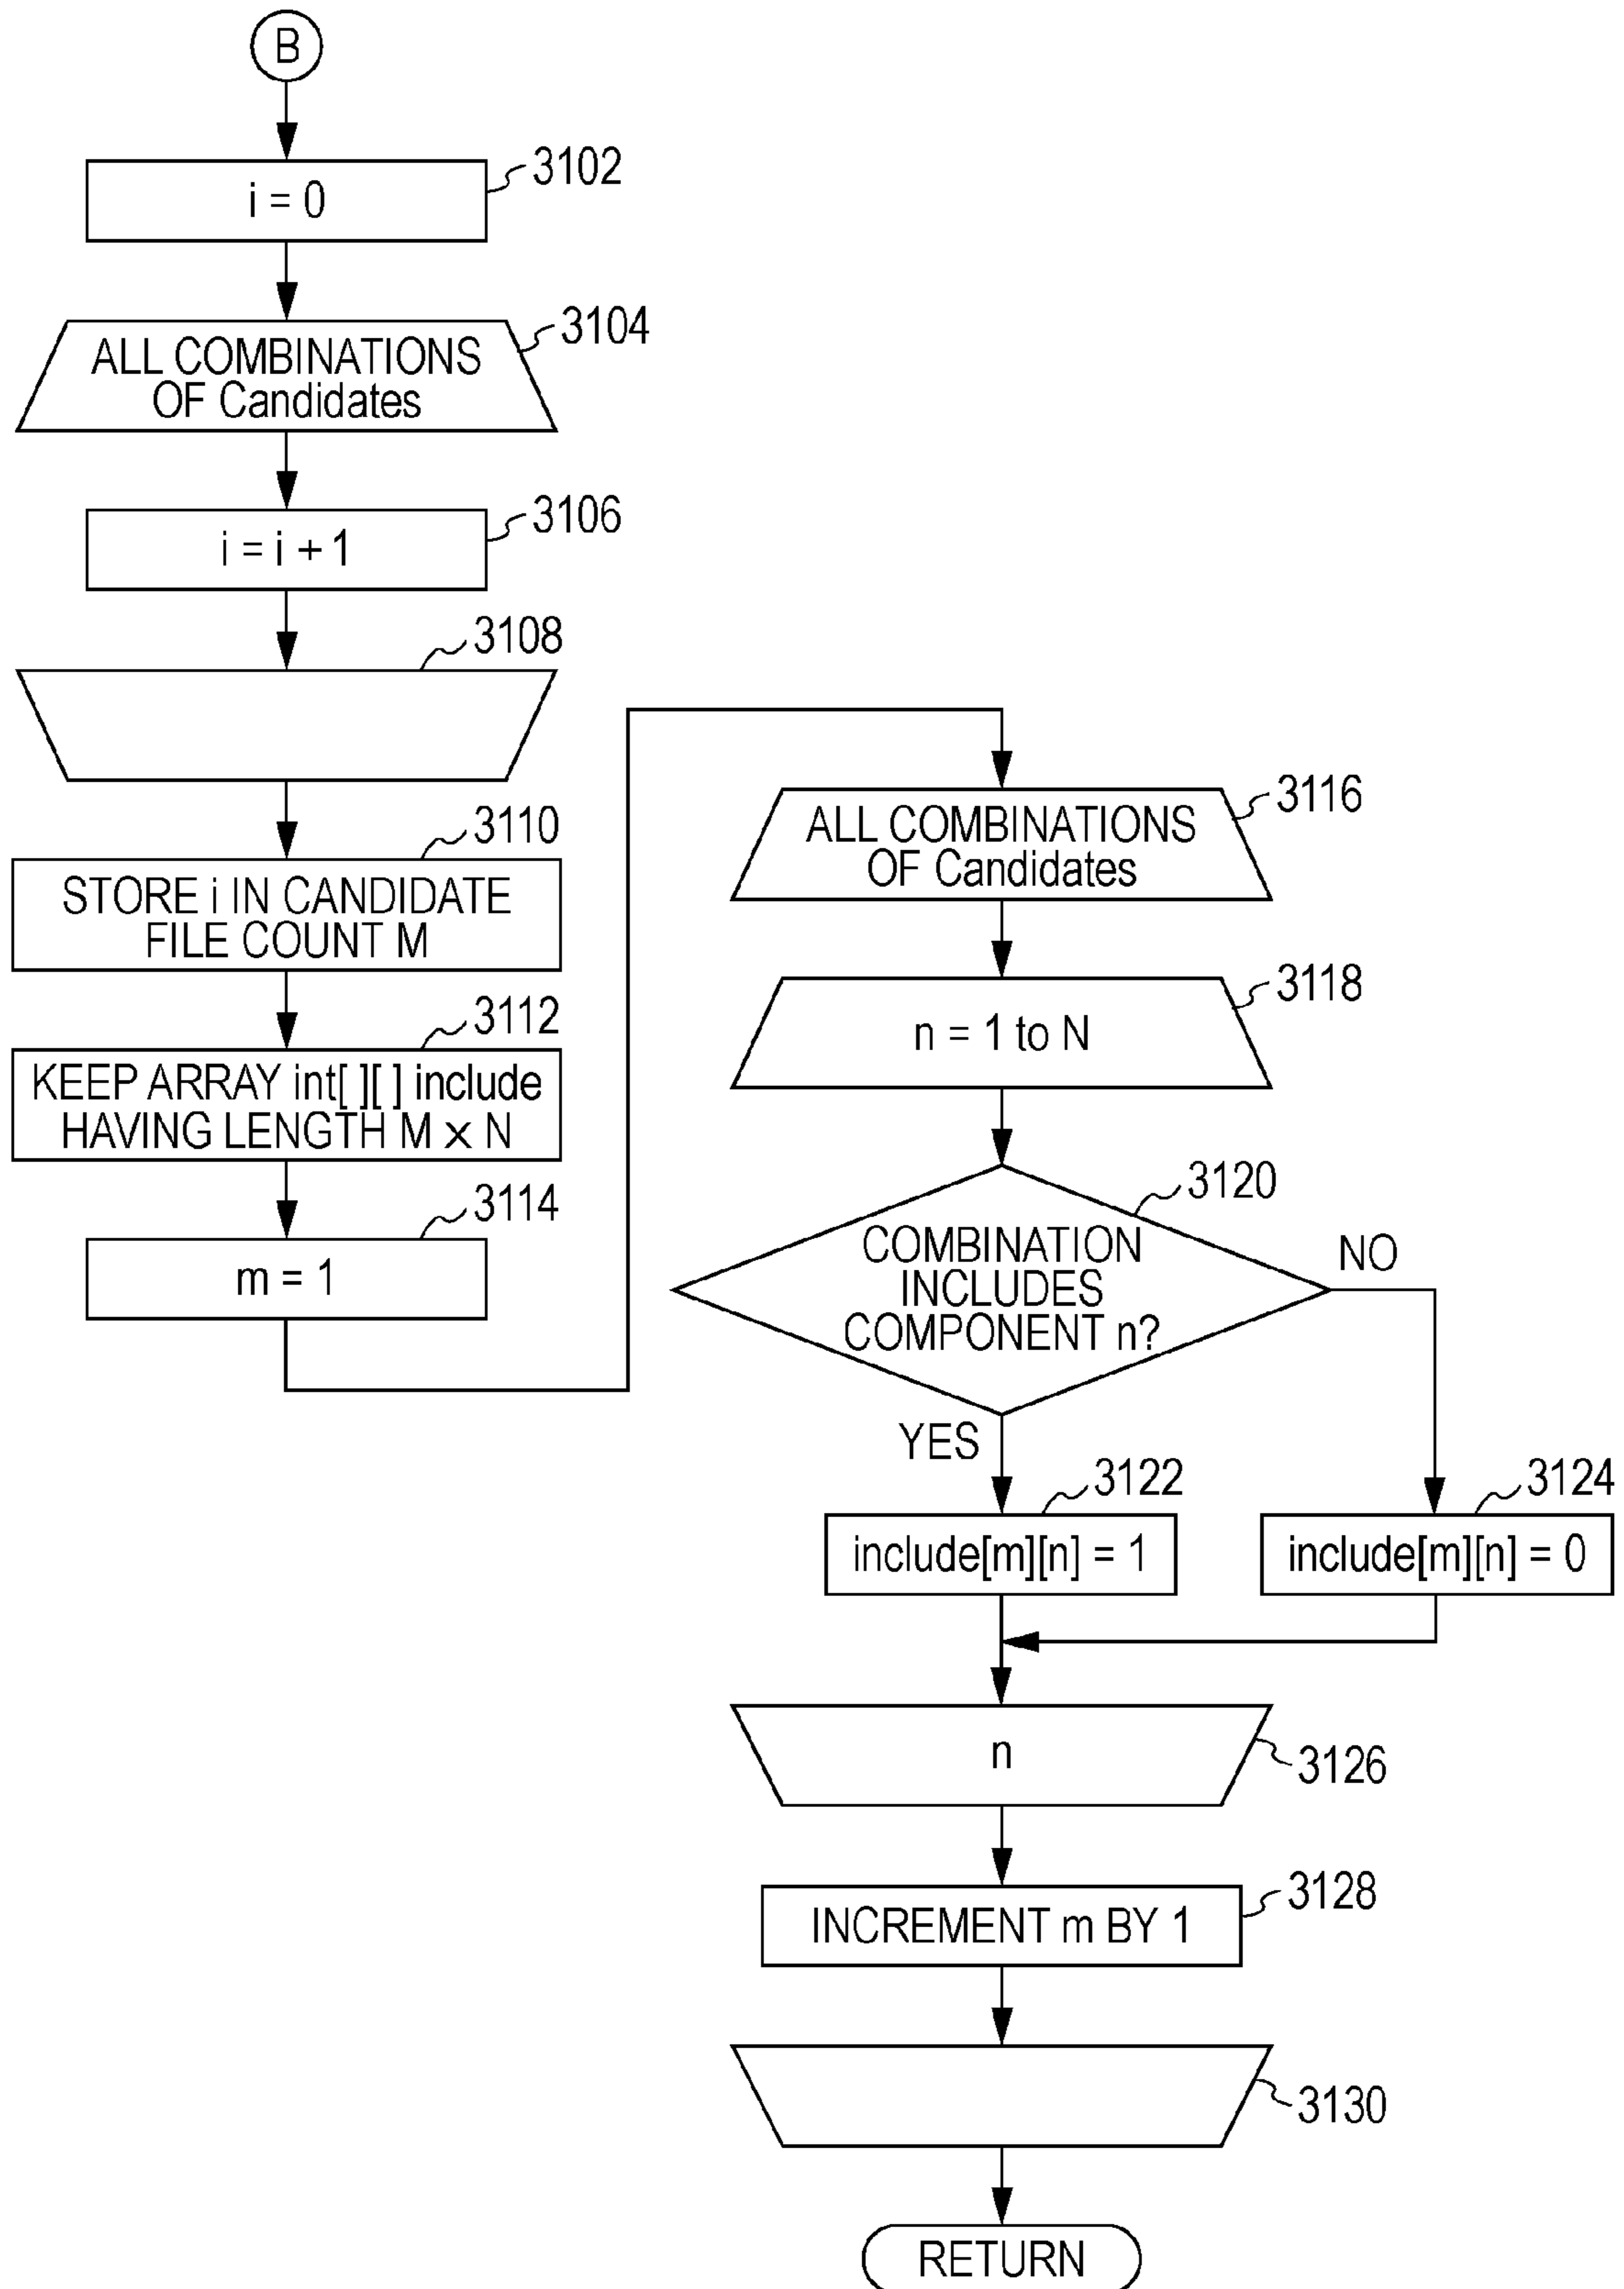 B
3102
i = 0
3104
ALL COMBINATIONS
OF Candidates
3106
i = i + 1
3108
3110
STORE i IN CANDIDATE
FILE COUNT M
3112
KEEP ARRAY int[ ][ ] include
HAVING LENGTH M x N
3114
m = 1
3116
ALL COMBINATIONS
OF Candidates
3118
n = 1 to N
3120
COMBINATION
INCLUDES
COMPONENT n?
NO
YES
3122
include[m][n] = 1
3124
include[m][n] = 0
n
3126
3128
INCREMENT m BY 1
3130
RETURN